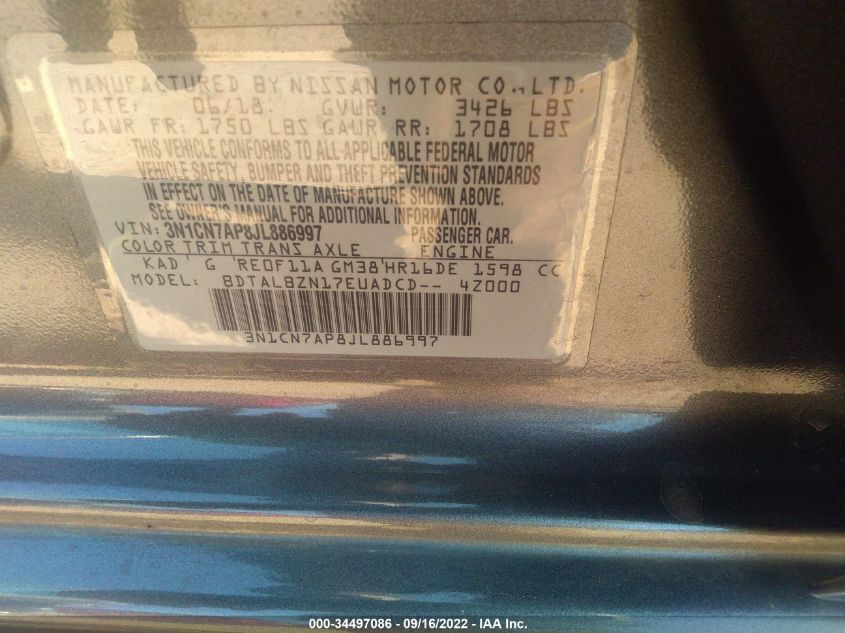 MANUFACTURED BY NISSAN MOTOR CO., LTD.
DATE: 06/18 GVWR: 3426 LBS
GAWR FR: 1750 LBS GAWR RR: 1708 LBS
THIS VEHICLE CONFORMS TO ALL APPLICABLE FEDERAL MOTOR
VEHICLE SAFETY, BUMPER AND THEFT PREVENTION STANDARDS
IN EFFECT ON THE DATE OF MANUFACTURE SHOWN ABOVE.
SEE OWNER'S MANUAL FOR ADDITIONAL INFORMATION.
VIN: 3N1CN7AP8JL886997 PASSENGER CAR.
COLOR TRIM TRANS AXLE ENGINE
KAD G RE0F11A GM38 HR16DE 1598 CC
MODEL: BDTALBZN17EUADCD-- 4Z000
3N1CN7AP8JL886997
000-34497086 - 09/16/2022 - IAA Inc.